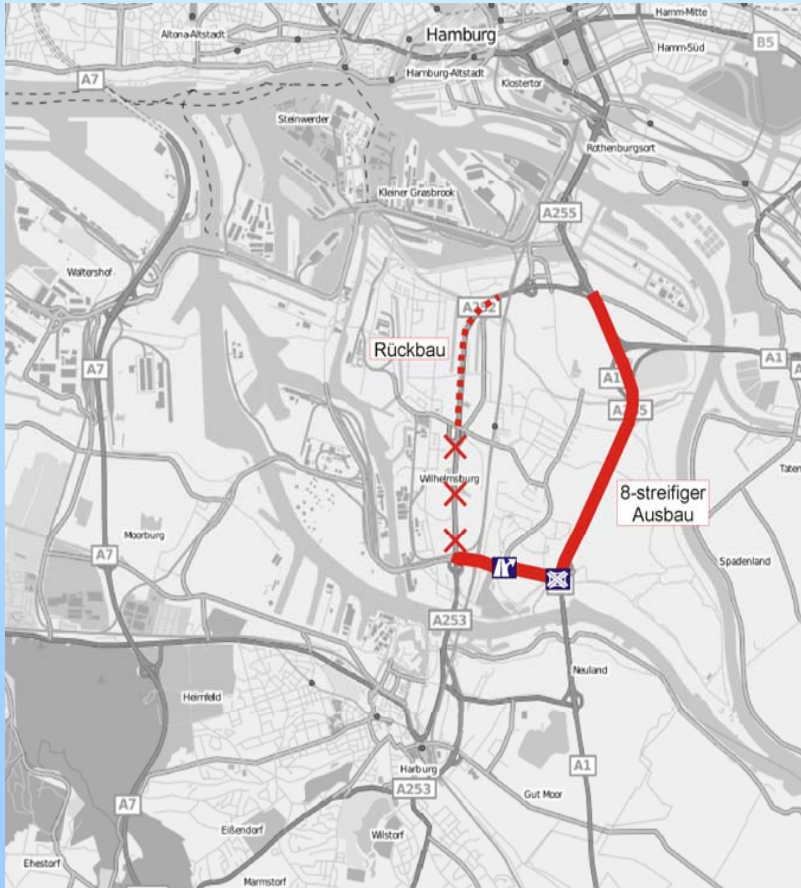 Hamm-Mitte
Altona-Altstadt
Hamburg
B5
Hamm-Süd
A7
Hamburg-Altstadt
Klostertor
Steinwerder
Rothenburgsort
Kleiner Grasbrook
A255
Waltershof
Rückbau
A1
A7
A1
Wilhelmsburg
8-streifiger
Ausbau
Moorburg
A7
Spadenland
A253
Neuland
Heimfeld
Harburg
A1
A253
Gut Moor
A7
Eißendorf
Wilstorf
Ehestorf
Marmstorf